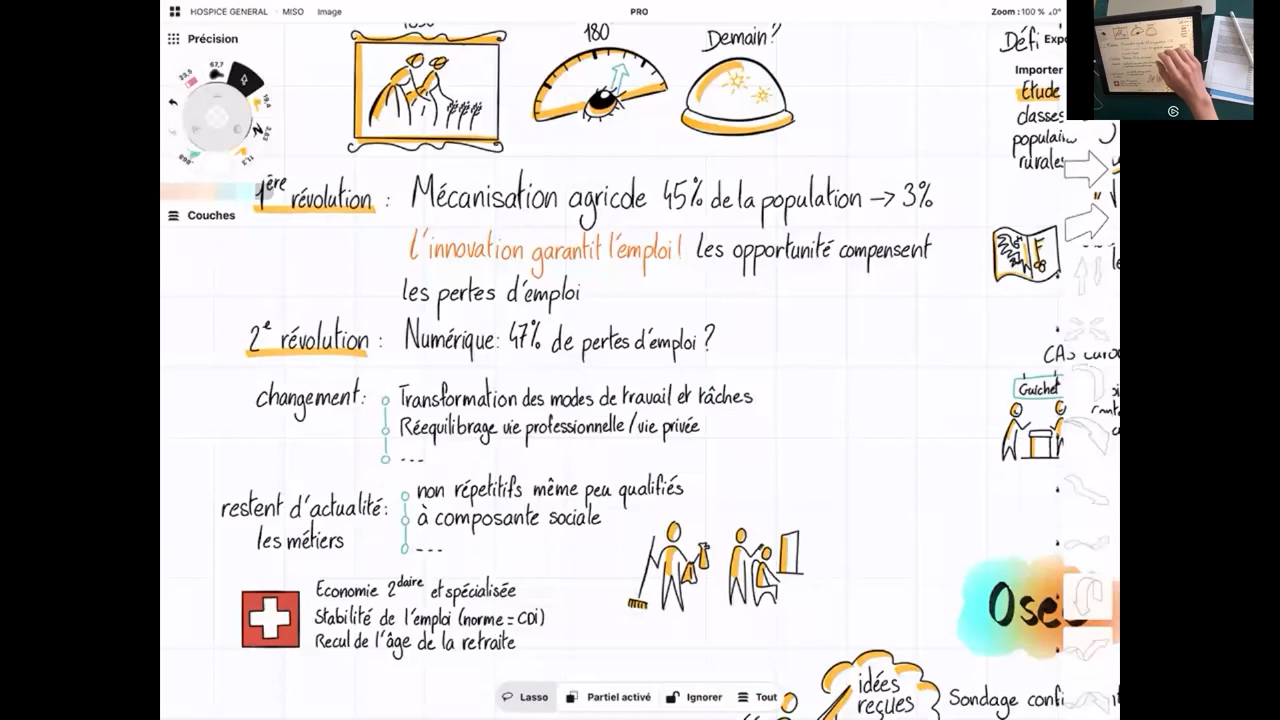 HOSPICE GENERAL › MISO Image
PRO
Zoom : 100 %
Précision
Couches
180
Demain?
Défi
Importer
Etude
classes
rurales
1ère révolution : Mécanisation agricole 45% de la population → 3%
l'innovation garantit l'emploi! les opportunité compensent
les pertes d'emploi
2e révolution : Numérique: 47% de pertes d'emploi ?
changement:
Transformation des modes de travail et tâches
Réequilibrage vie professionnelle/vie privée
---
restent d'actualité:
les métiers
non répetitifs même peu qualifiés
à composante sociale
---
Guichet
Economie 2daire et spécialisée
Stabilité de l'emploi (norme = CDI)
Recul de l'âge de la retraite
idées
reçues
Sondage
Lasso
Partiel activé
Ignorer
Tout